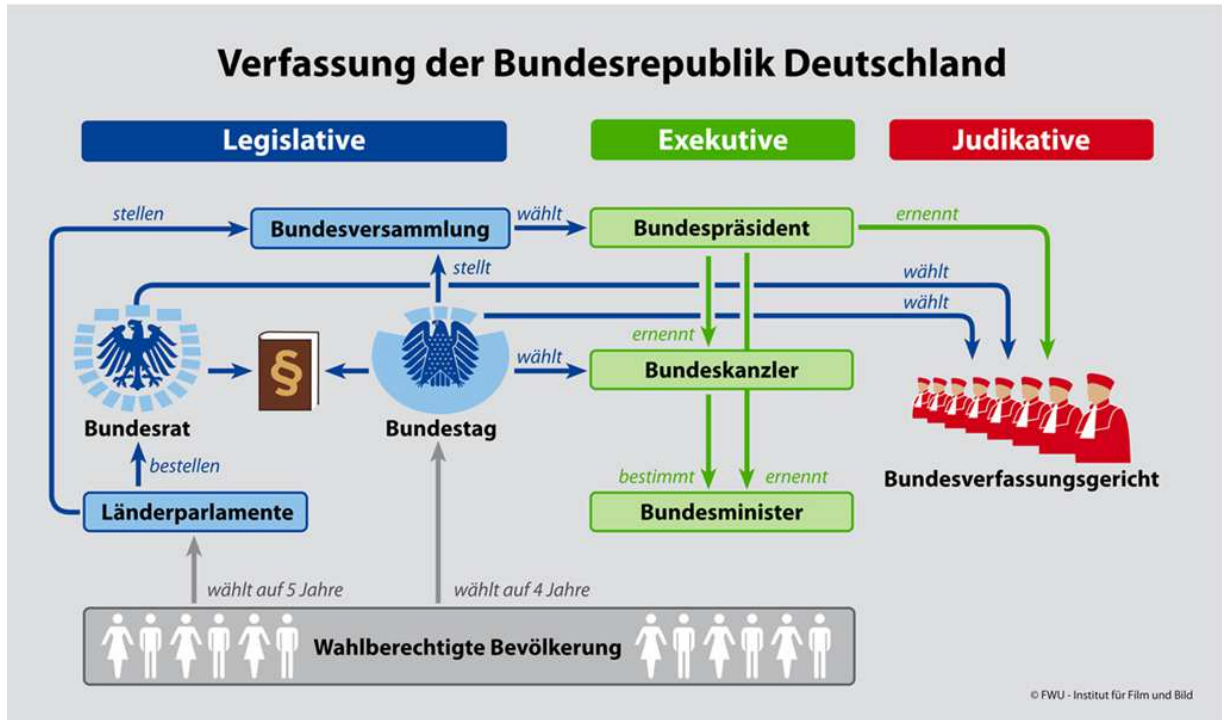 Verfassung der Bundesrepublik Deutschland
Legislative
Exekutive
Judikative
stellen
Bundesversammlung
wählt
Bundespräsident
ernennt
stellt
wählt
wählt
ernennt
§
wählt
Bundeskanzler
Bundesrat
Bundestag
bestellen
bestimmt
ernennt
Bundesverfassungsgericht
Länderparlamente
Bundesminister
wählt auf 5 Jahre
wählt auf 4 Jahre
Wahlberechtigte Bevölkerung
© FWU - Institut für Film und Bild